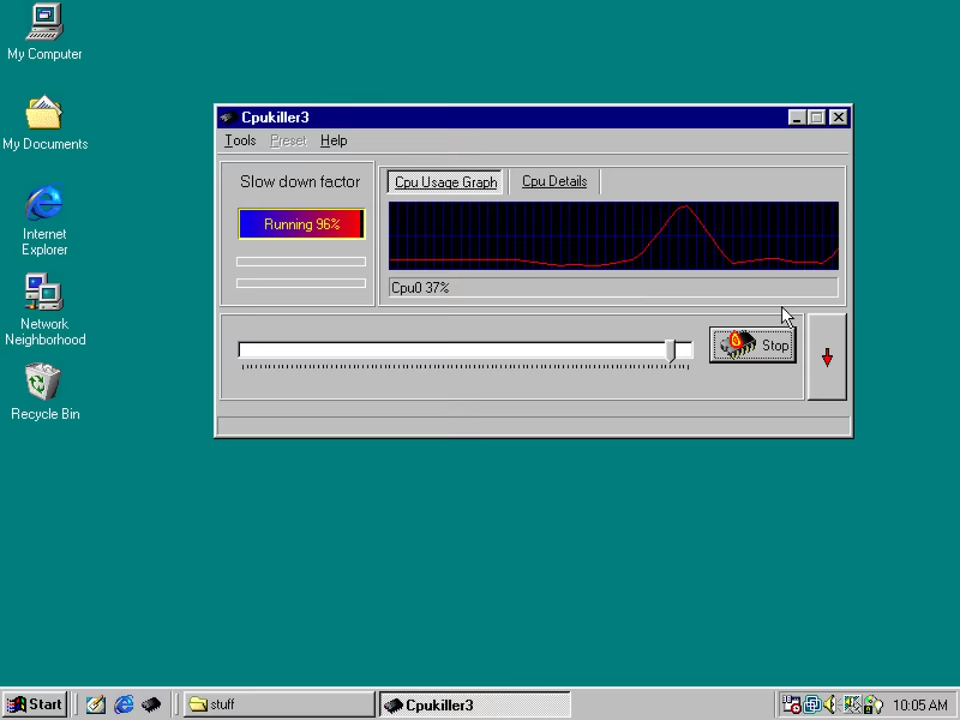 My Computer
My Documents
Internet
Explorer
Network
Neighborhood
Recycle Bin
Cpukiller3
Tools Preset Help
Slow down factor
Running 96%
Cpu Usage Graph Cpu Details
Cpu0 37%
Stop
Start stuff Cpukiller3 10:05 AM